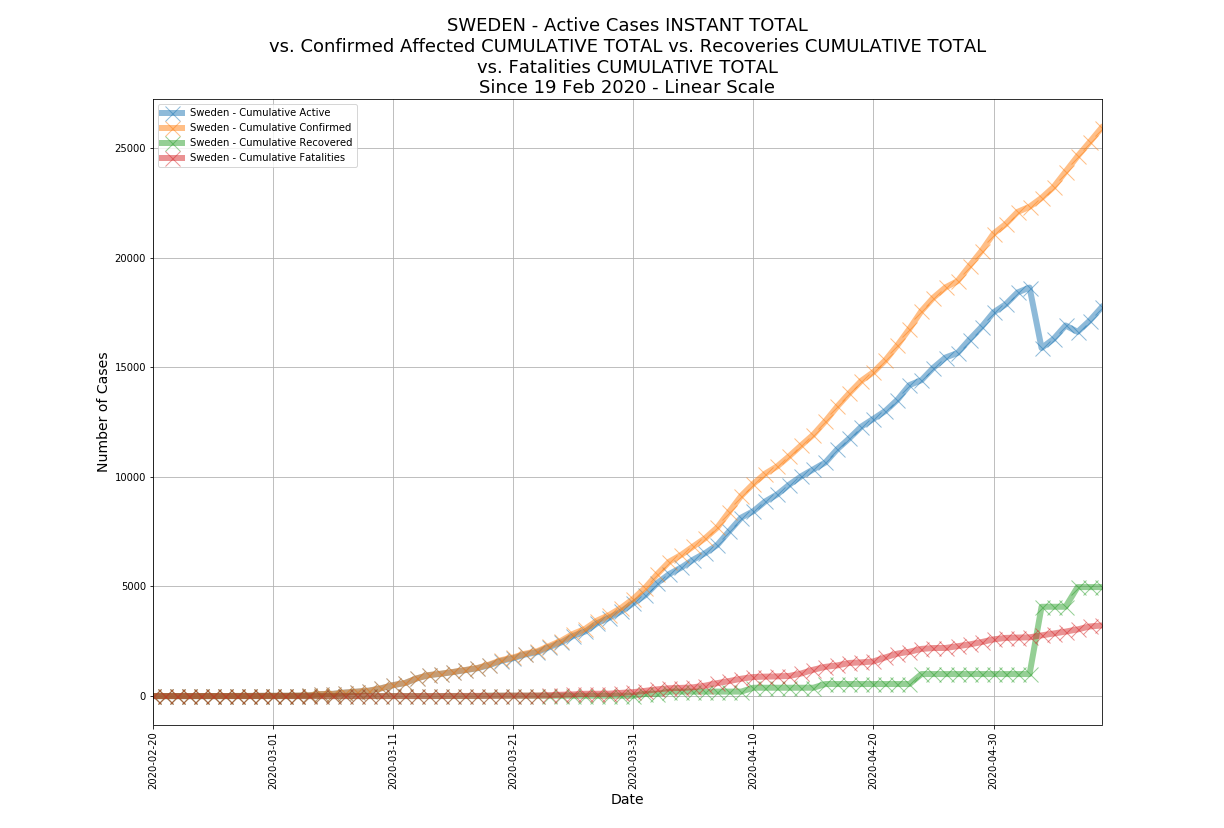 SWEDEN - Active Cases INSTANT TOTAL
vs. Confirmed Affected CUMULATIVE TOTAL vs. Recoveries CUMULATIVE TOTAL
vs. Fatalities CUMULATIVE TOTAL
Since 19 Feb 2020 - Linear Scale
Sweden - Cumulative Active
Sweden - Cumulative Confirmed
Sweden - Cumulative Recovered
Sweden - Cumulative Fatalities
Number of Cases
25000
20000
15000
10000
5000
0
2020-02-20
2020-03-01
2020-03-11
2020-03-21
2020-03-31
2020-04-10
2020-04-20
2020-04-30
Date